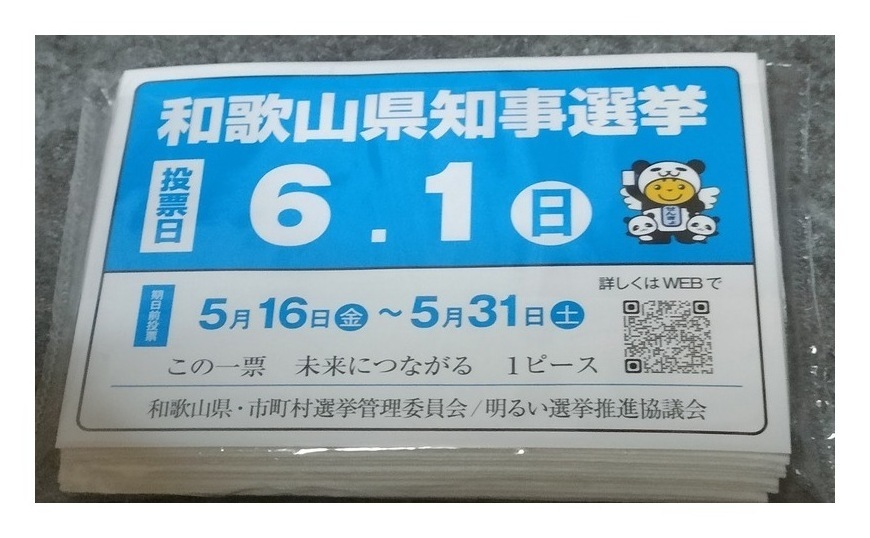 和歌山県知事選挙
投票日
6.1日
せんきょ
詳しくはWEBで
期日前投票
5月16日金~5月31日土
この一票 未来につながる 1ピース
和歌山県・市町村選挙管理委員会/明るい選挙推進協議会